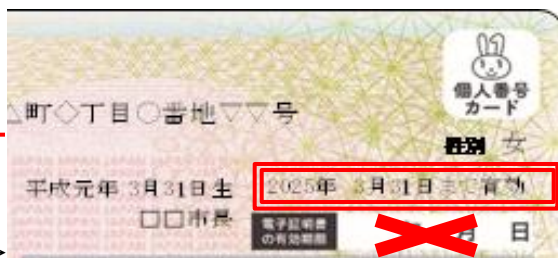 個人番号
カード
△町◇丁目○番地▽▽号
性別 女
平成元年 3月31日生 2025年 3月31日まで有効
□□市長
電子証明書
の有効期限
月 日